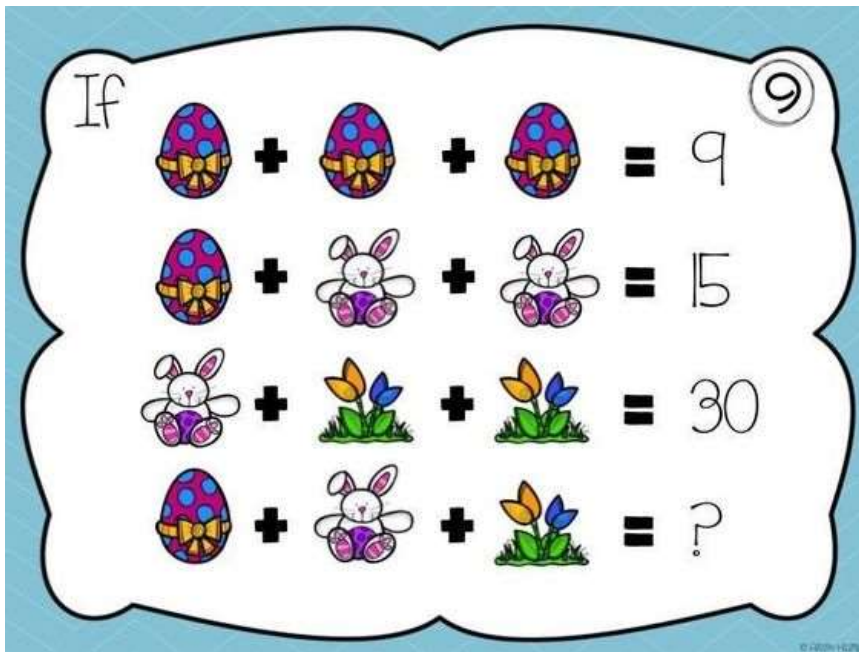 If
9
+ + = 9
+ + = 15
+ + = 30
+ + = ?